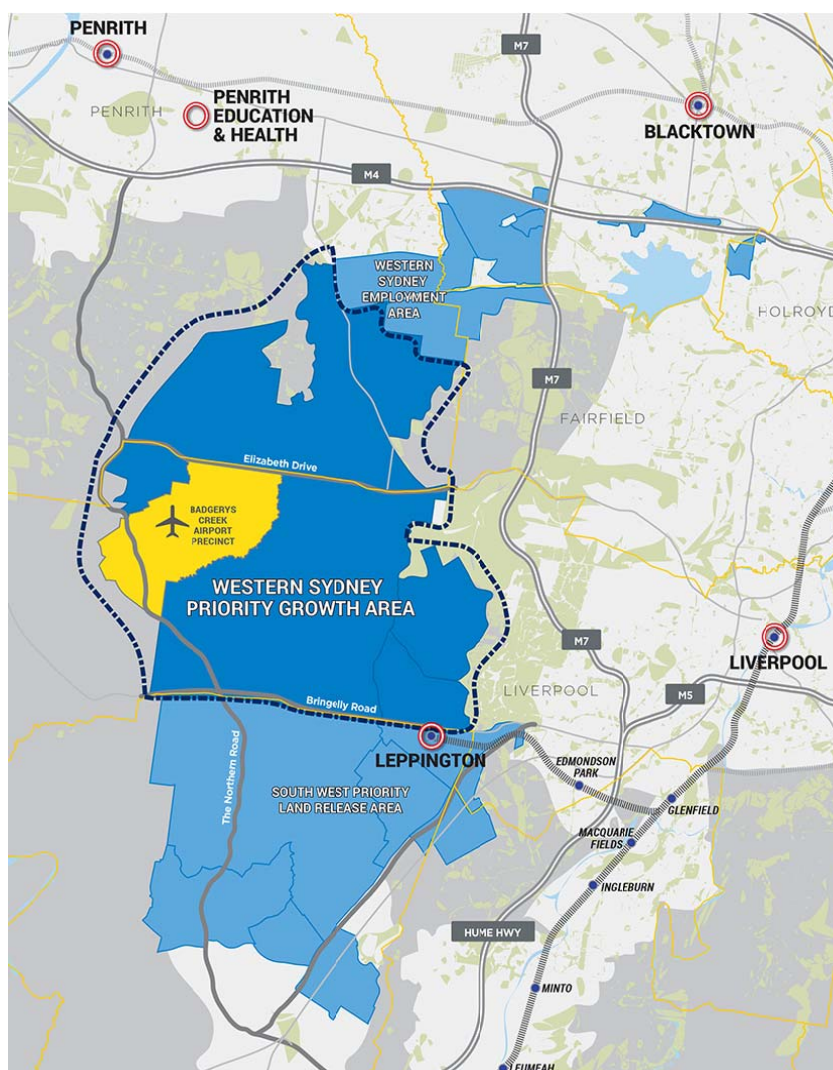 PENRITH
M7
PENRITH
PENRITH
EDUCATION
& HEALTH
BLACKTOWN
M4
WESTERN
SYDNEY
EMPLOYMENT
AREA
HOLROYD
M7
FAIRFIELD
Elizabeth Drive
BADGERYS
CREEK
AIRPORT
PRECINCT
WESTERN SYDNEY
PRIORITY GROWTH AREA
M7
LIVERPOOL
LIVERPOOL
M5
Bringelly Road
LEPPINGTON
EDMONDSON
PARK
The Northern Road
SOUTH WEST PRIORITY
LAND RELEASE AREA
GLENFIELD
MACQUARIE
FIELDS
INGLEBURN
HUME HWY
MINTO
LEUMEAH